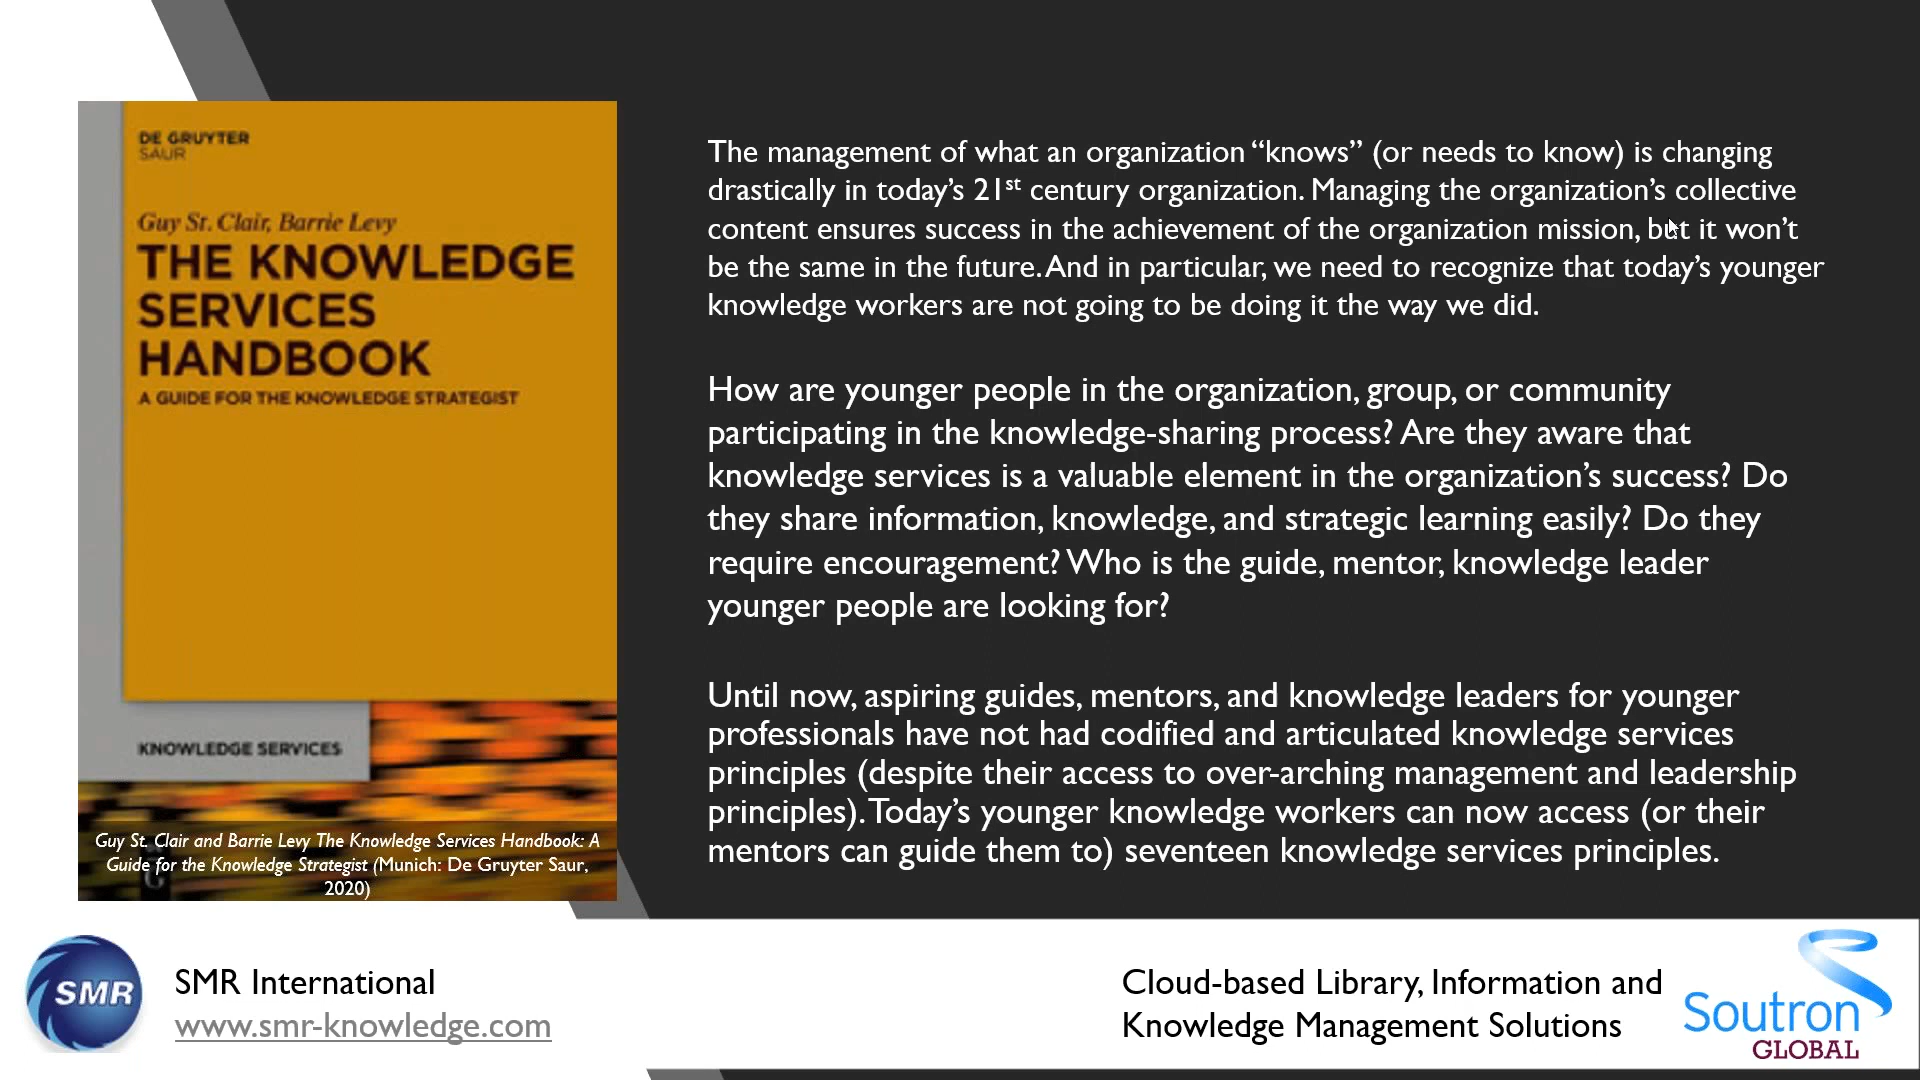 DE GRUYTER
SAUR
Guy St. Clair, Barrie Levy
THE KNOWLEDGE
SERVICES
HANDBOOK
A GUIDE FOR THE KNOWLEDGE STRATEGIST
KNOWLEDGE SERVICES
Guy St. Clair and Barrie Levy The Knowledge Services Handbook: A
Guide for the Knowledge Strategist (Munich: De Gruyter Saur,
2020)
The management of what an organization “knows” (or needs to know) is changing
drastically in today’s 21st century organization. Managing the organization’s collective
content ensures success in the achievement of the organization mission, but it won’t
be the same in the future. And in particular, we need to recognize that today’s younger
knowledge workers are not going to be doing it the way we did.
How are younger people in the organization, group, or community
participating in the knowledge-sharing process? Are they aware that
knowledge services is a valuable element in the organization’s success? Do
they share information, knowledge, and strategic learning easily? Do they
require encouragement? Who is the guide, mentor, knowledge leader
younger people are looking for?
Until now, aspiring guides, mentors, and knowledge leaders for younger
professionals have not had codified and articulated knowledge services
principles (despite their access to over-arching management and leadership
principles). Today’s younger knowledge workers can now access (or their
mentors can guide them to) seventeen knowledge services principles.
SMR
SMR International
www.smr-knowledge.com
Cloud-based Library, Information and
Knowledge Management Solutions
Soutron
GLOBAL